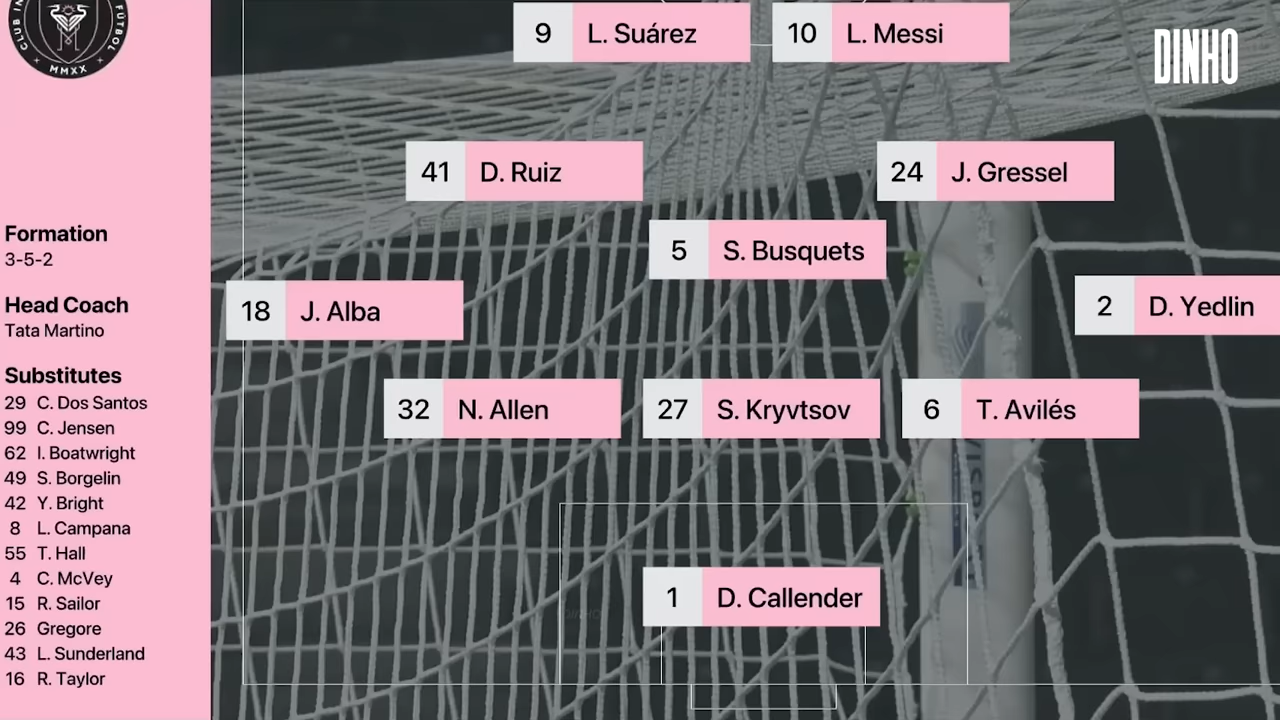 CLUB IN
FÚTBOL
MMXX
Formation
3-5-2
Head Coach
Tata Martino
Substitutes
29 C. Dos Santos
99 C. Jensen
62 I. Boatwright
49 S. Borgelin
42 Y. Bright
8 L. Campana
55 T. Hall
4 C. McVey
15 R. Sailor
26 Gregore
43 L. Sunderland
16 R. Taylor
9 L. Suárez
10 L. Messi
DINHO
41 D. Ruiz
24 J. Gressel
5 S. Busquets
18 J. Alba
2 D. Yedlin
32 N. Allen
27 S. Kryvtsov
6 T. Avilés
1 D. Callender